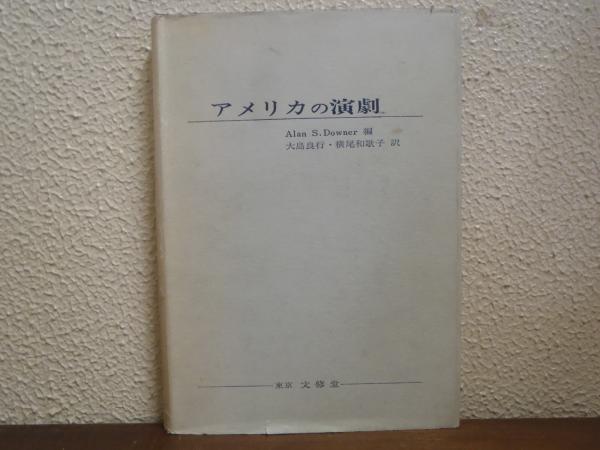 アメリカの演劇
Alan S. Downer 編
大島良行・横尾和歌子 訳
東京 文修堂